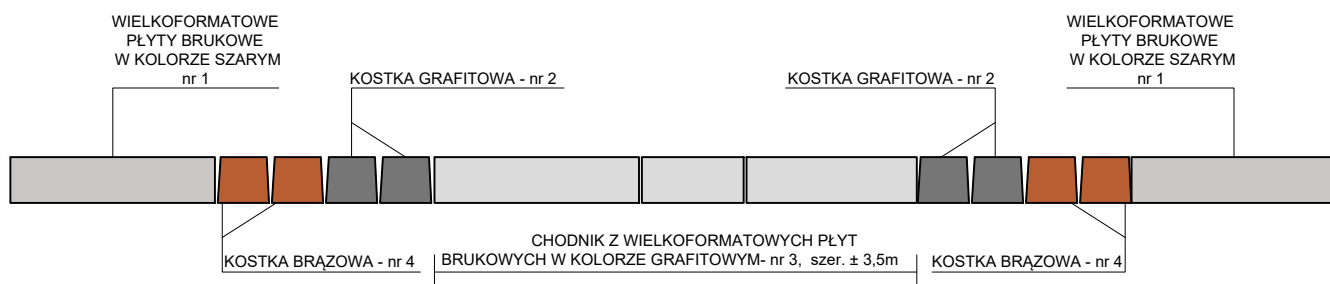 WIELKOFORMATOWE
PŁYTY BRUKOWE
W KOLORZE SZARYM
nr 1
KOSTKA GRAFITOWA - nr 2
KOSTKA GRAFITOWA - nr 2
WIELKOFORMATOWE
PŁYTY BRUKOWE
W KOLORZE SZARYM
nr 1
KOSTKA BRĄZOWA - nr 4
CHODNIK Z WIELKOFORMATOWYCH PŁYT
BRUKOWYCH W KOLORZE GRAFITOWYM- nr 3, szer. ± 3,5m
KOSTKA BRĄZOWA - nr 4